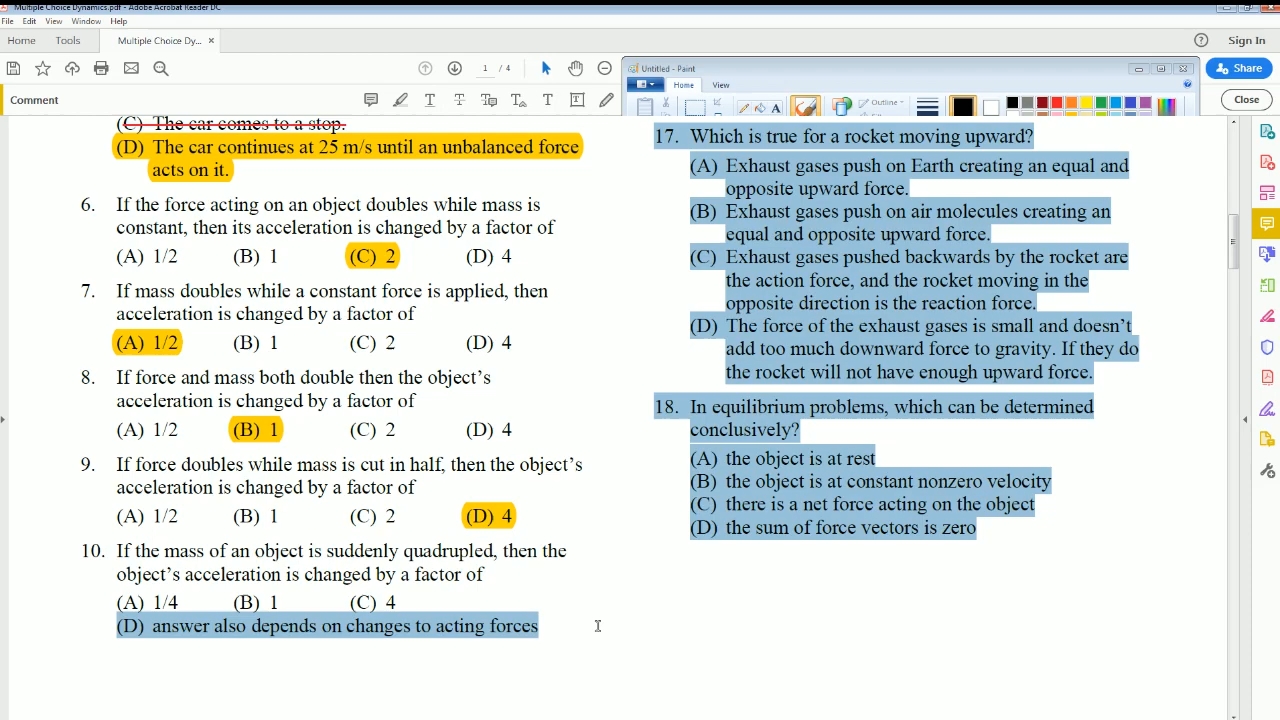 Multiple Choice Dynamics.pdf - Adobe Acrobat Reader DC
File Edit View Window Help
Home Tools Multiple Choice Dy... ×
Sign In
1 / 4
Share
Comment
Close
Untitled - Paint
Home View
Outline
(C) The car comes to a stop.
(D) The car continues at 25 m/s until an unbalanced force
acts on it.
6. If the force acting on an object doubles while mass is
constant, then its acceleration is changed by a factor of
(A) 1/2 (B) 1 (C) 2 (D) 4
7. If mass doubles while a constant force is applied, then
acceleration is changed by a factor of
(A) 1/2 (B) 1 (C) 2 (D) 4
8. If force and mass both double then the object’s
acceleration is changed by a factor of
(A) 1/2 (B) 1 (C) 2 (D) 4
9. If force doubles while mass is cut in half, then the object’s
acceleration is changed by a factor of
(A) 1/2 (B) 1 (C) 2 (D) 4
10. If the mass of an object is suddenly quadrupled, then the
object’s acceleration is changed by a factor of
(A) 1/4 (B) 1 (C) 4
(D) answer also depends on changes to acting forces
17. Which is true for a rocket moving upward?
(A) Exhaust gases push on Earth creating an equal and
opposite upward force.
(B) Exhaust gases push on air molecules creating an
equal and opposite upward force.
(C) Exhaust gases pushed backwards by the rocket are
the action force, and the rocket moving in the
opposite direction is the reaction force.
(D) The force of the exhaust gases is small and doesn’t
add too much downward force to gravity. If they do
the rocket will not have enough upward force.
18. In equilibrium problems, which can be determined
conclusively?
(A) the object is at rest
(B) the object is at constant nonzero velocity
(C) there is a net force acting on the object
(D) the sum of force vectors is zero